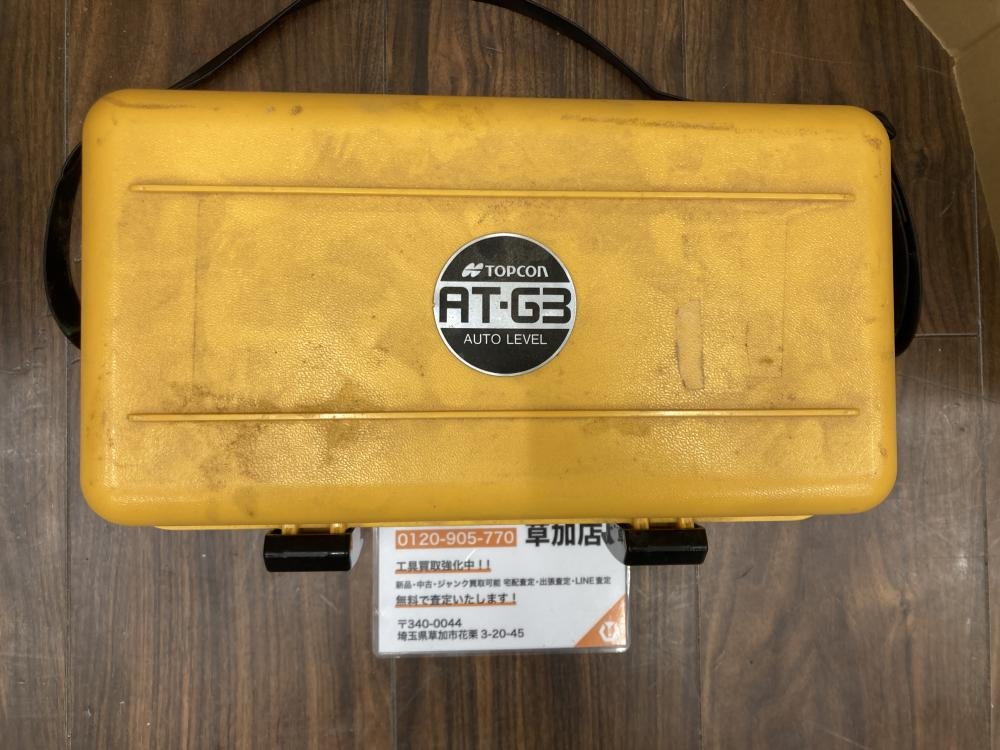 TOPCON
AT-G3
AUTO LEVEL
0120-905-770 草加店
工具買取強化中!!
新品・中古・ジャンク買取可能 宅配査定・出張査定・LINE査定
無料で査定いたします!
〒340-0044
埼玉県草加市花栗 3-20-45